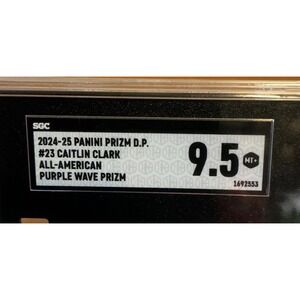 SGC
2024-25 PANINI PRIZM D.P.
#23 CAITLIN CLARK
ALL-AMERICAN
PURPLE WAVE PRIZM
9.5 MT+
1692553